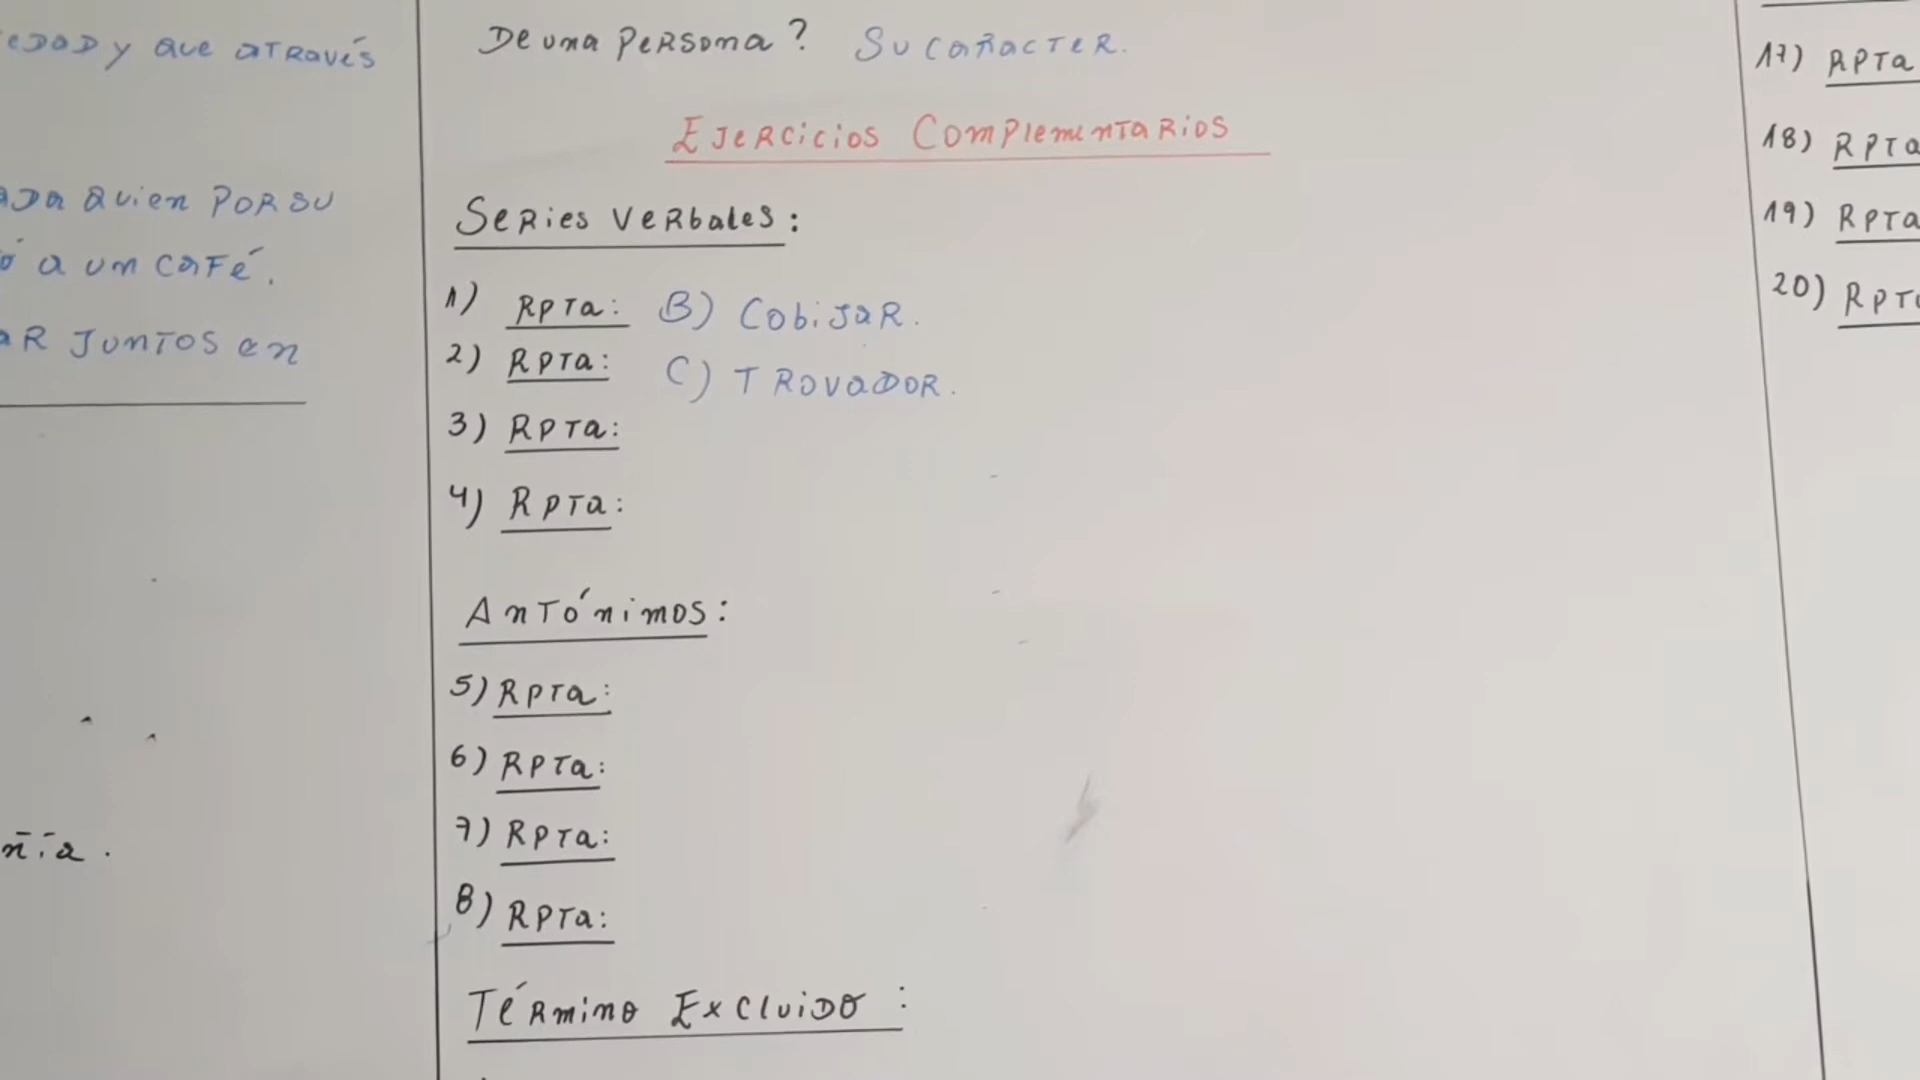 y que através
Quien POR SU
a un café.
JUNTOS en
De una persona? Su caracter.
Ejercicios Complementarios
Series Verbales:
1) Rpta: B) Cobijar.
2) Rpta: C) TROVADOR.
3) Rpta:
4) Rpta:
Antónimos:
5) Rpta:
6) Rpta:
7) Rpta:
8) Rpta:
Término Excluido:
17) Rpta
18) Rpta
19) Rpta
20) Rpta